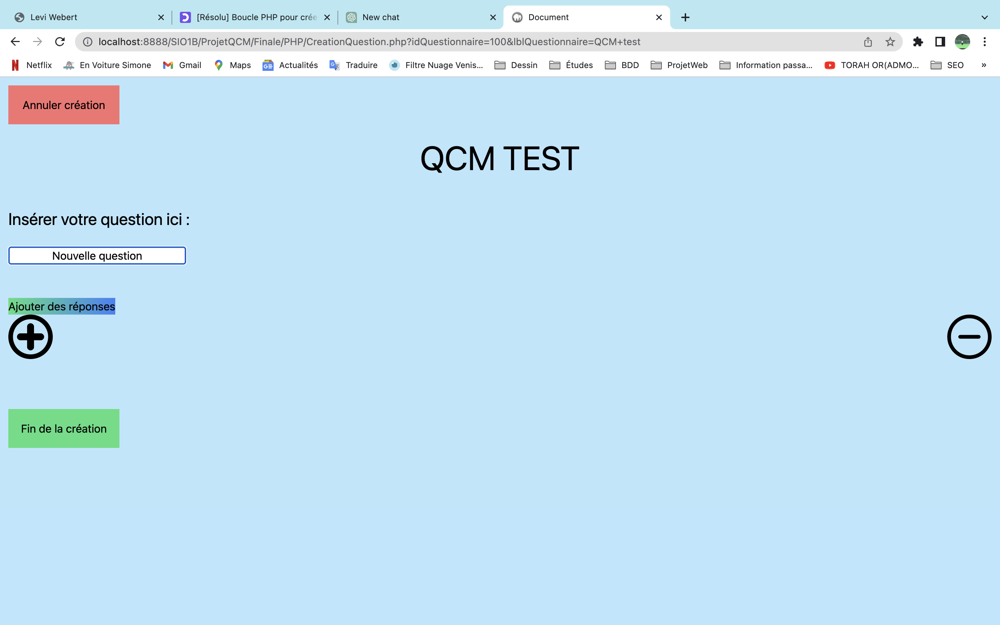 Levi Webert
[Résolu] Boucle PHP pour crée
New chat
Document
localhost:8888/SIO1B/ProjetQCM/Finale/PHP/CreationQuestion.php?idQuestionnaire=100&lblQuestionnaire=QCM+test
Netflix En Voiture Simone Gmail Maps Actualités Traduire Filtre Nuage Venis... Dessin Études BDD ProjetWeb Information passa... TORAH OR(ADMO... SEO »
Annuler création
QCM TEST
Insérer votre question ici :
Nouvelle question
Ajouter des réponses
Fin de la création